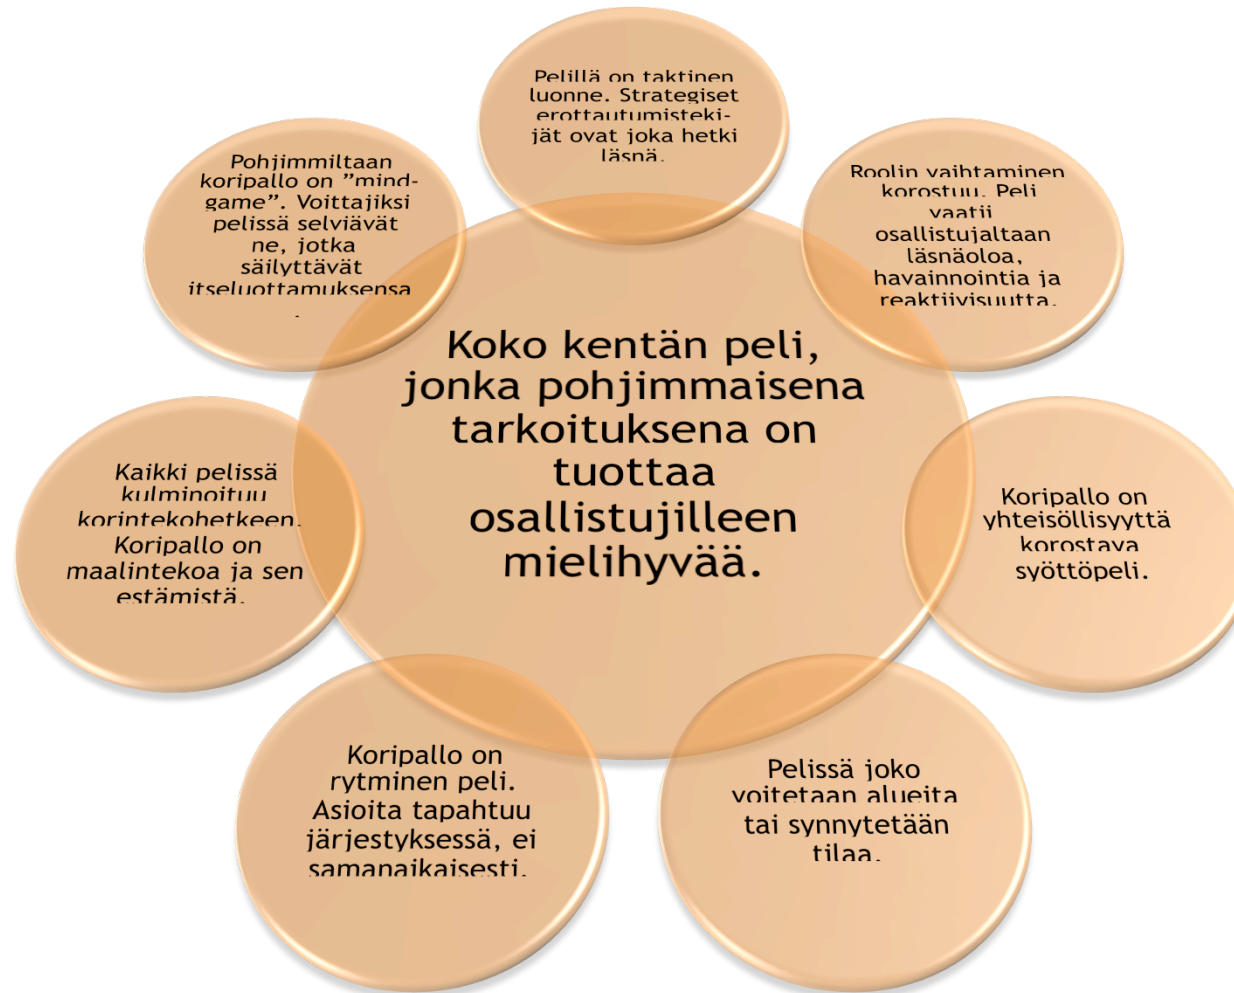 Pelillä on taktinen
luonne. Strategiset
erottautumisteki-
jät ovat joka hetki
läsnä.
Roolin vaihtaminen
korostuu. Peli
vaatii
osallistujaltaan
läsnäoloa,
havainnointia ja
reaktiivisuutta.
Koripallo on
yhteisöllisyyttä
korostava
syöttöpeli.
Pelissä joko
voitetaan alueita
tai synnytetään
tilaa.
Koripallo on
rytminen peli.
Asioita tapahtuu
järjestyksessä, ei
samanaikaisesti.
Kaikki pelissä
kulminoituu
korintekohetkeen.
Koripallo on
maalintekoa ja sen
estämistä.
Pohjimmiltaan
koripallo on ”mind-
game”. Voittajiksi
pelissä selviävät
ne, jotka
säilyttävät
itseluottamuksensa
.
Koko kentän peli,
jonka pohjimmaisena
tarkoituksena on
tuottaa
osallistujilleen
mielihyvää.